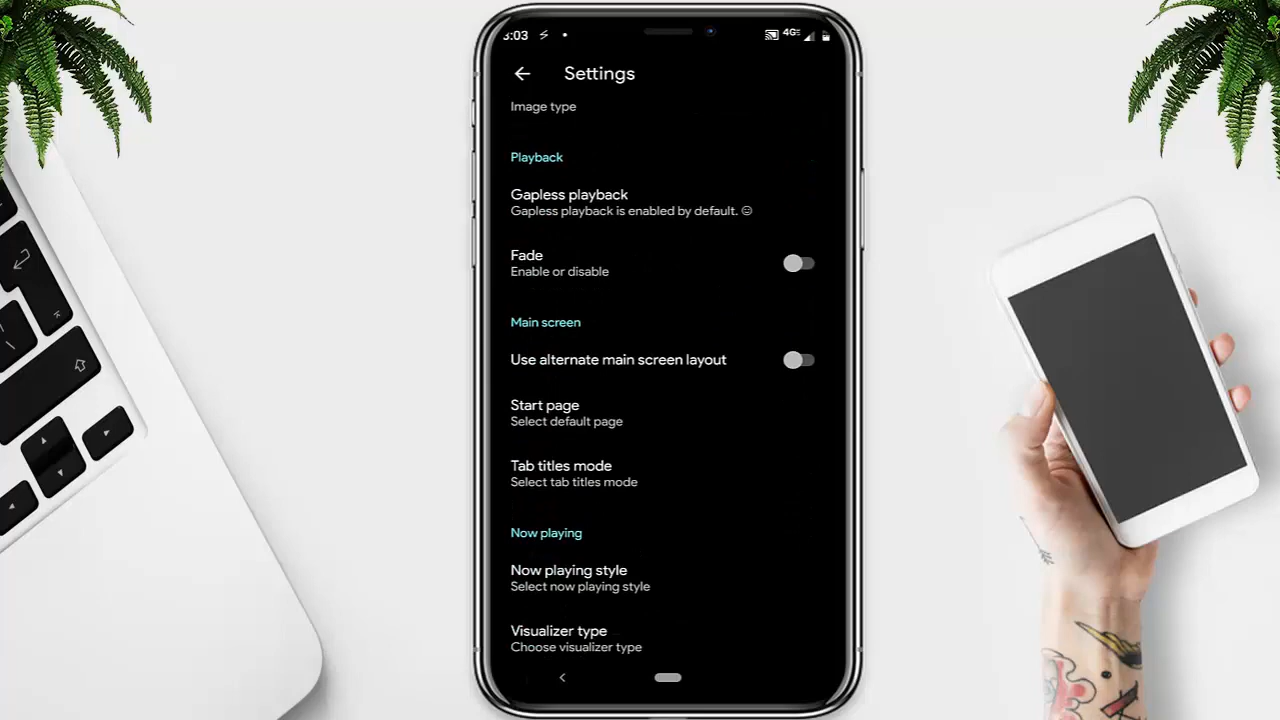 3:03
4G
Settings
Image type
Playback
Gapless playback
Gapless playback is enabled by default. ☺
Fade
Enable or disable
Main screen
Use alternate main screen layout
Start page
Select default page
Tab titles mode
Select tab titles mode
Now playing
Now playing style
Select now playing style
Visualizer type
Choose visualizer type